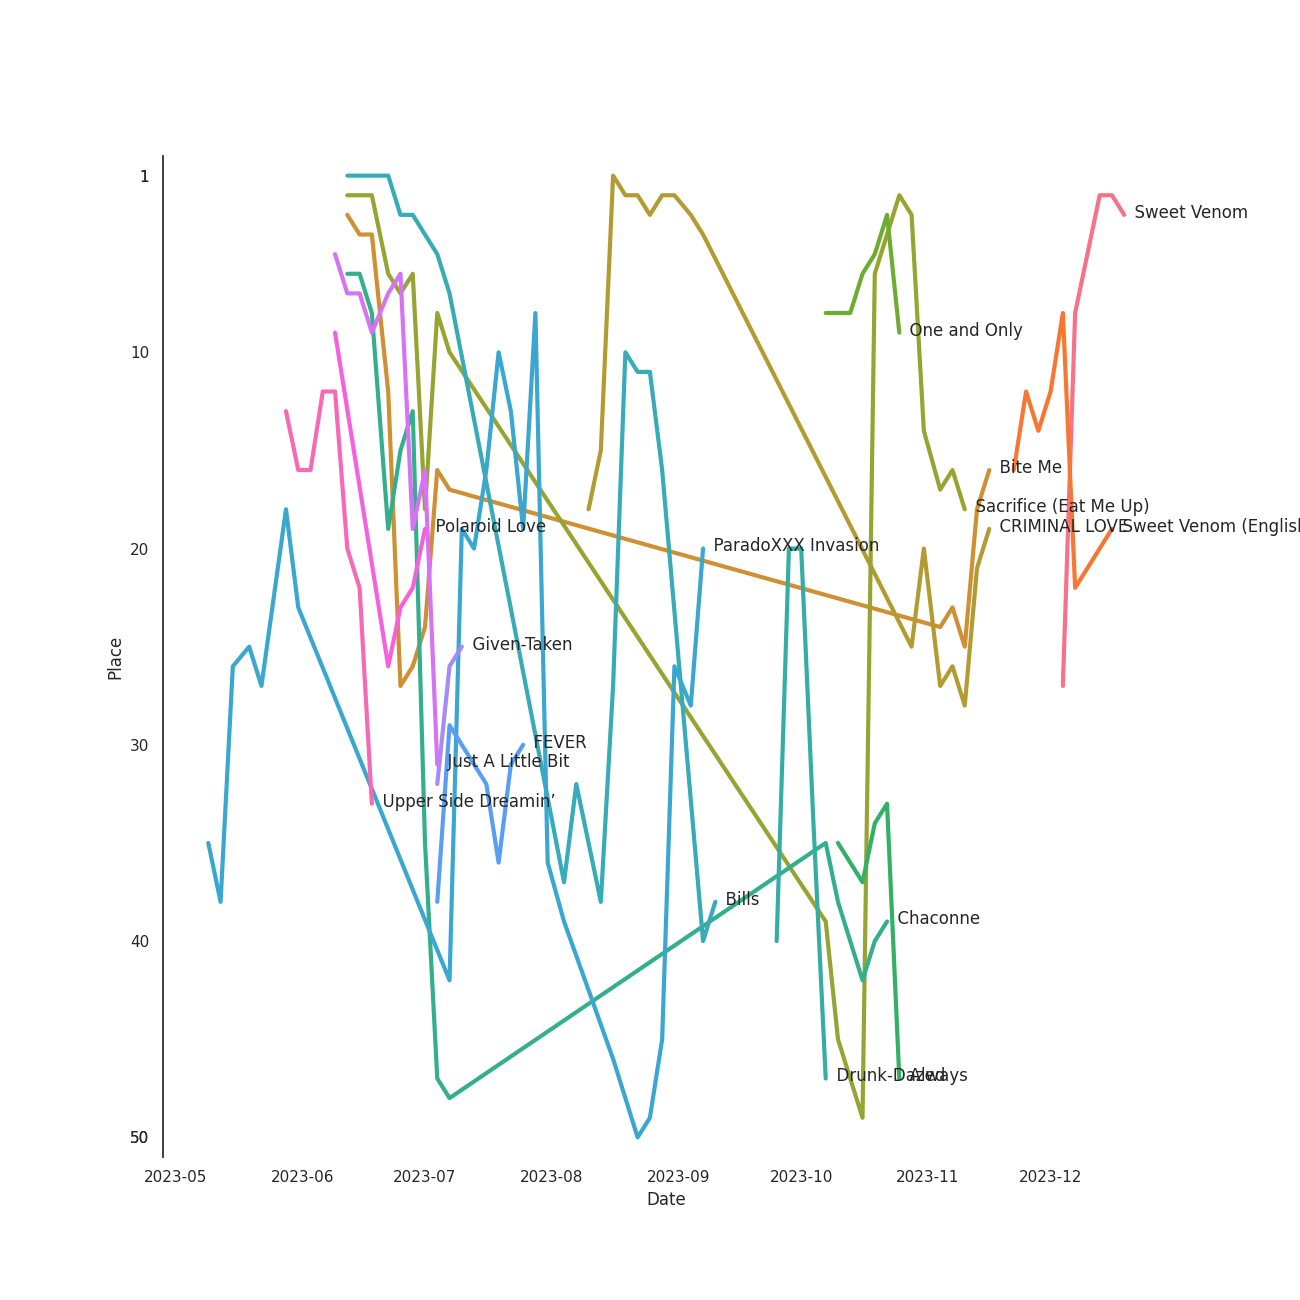 1
Sweet Venom
One and Only
10
Bite Me
Sacrifice (Eat Me Up)
Polaroid Love
CRIMINAL LOVE
Sweet Venom (Englis
20
ParadoXXX Invasion
Given-Taken
Place
30
FEVER
Just A Little Bit
Upper Side Dreamin’
Bills
Chaconne
40
Drunk-Dazed
Always
50
2023-05
2023-06
2023-07
2023-08
2023-09
2023-10
2023-11
2023-12
Date